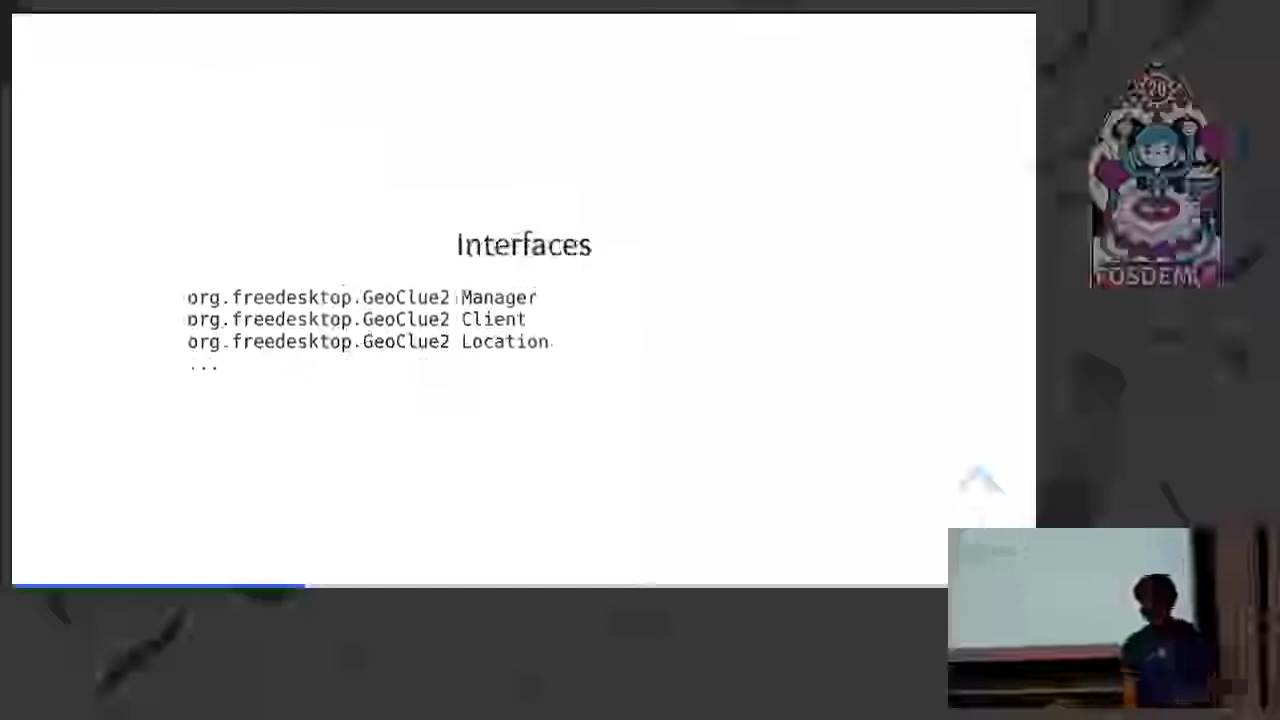 Interfaces
org.freedesktop.GeoClue2 Manager
org.freedesktop.GeoClue2 Client
org.freedesktop.GeoClue2 Location
...
FOSDEM